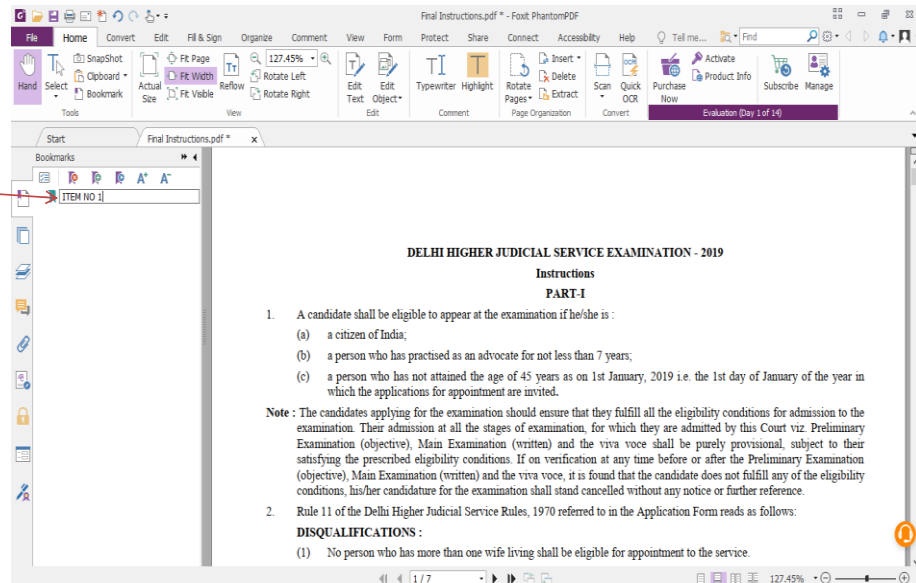 Final Instructions.pdf * - Foxit PhantomPDF
File Home Convert Edit Fill & Sign Organize Comment View Form Protect Share Connect Accessibility Help Tell me... Find
Hand
Select
SnapShot
Clipboard
Bookmark
Tools
Actual Size
Fit Page
Fit Width
Fit Visible
Reflow
127.45%
Rotate Left
Rotate Right
View
Edit Text
Edit Object
Edit
Typewriter
Highlight
Comment
Rotate Pages
Insert
Delete
Extract
Page Organization
Scan
Quick OCR
Convert
Purchase Now
Activate
Product Info
Subscribe
Manage
Evaluation (Day 1 of 14)
Start
Final Instructions.pdf * x
Bookmarks
ITEM NO 1
DELHI HIGHER JUDICIAL SERVICE EXAMINATION - 2019
Instructions
PART-I
1. A candidate shall be eligible to appear at the examination if he/she is :
(a) a citizen of India;
(b) a person who has practised as an advocate for not less than 7 years;
(c) a person who has not attained the age of 45 years as on 1st January, 2019 i.e. the 1st day of January of the year in
which the applications for appointment are invited.
Note : The candidates applying for the examination should ensure that they fulfill all the eligibility conditions for admission to the
examination. Their admission at all the stages of examination, for which they are admitted by this Court viz. Preliminary
Examination (objective), Main Examination (written) and the viva voce shall be purely provisional, subject to their
satisfying the prescribed eligibility conditions. If on verification at any time before or after the Preliminary Examination
(objective), Main Examination (written) and the viva voce, it is found that the candidate does not fulfill any of the eligibility
conditions, his/her candidature for the examination shall stand cancelled without any notice or further reference.
2. Rule 11 of the Delhi Higher Judicial Service Rules, 1970 referred to in the Application Form reads as follows:
DISQUALIFICATIONS :
(1) No person who has more than one wife living shall be eligible for appointment to the service.
1 / 7
127.45%